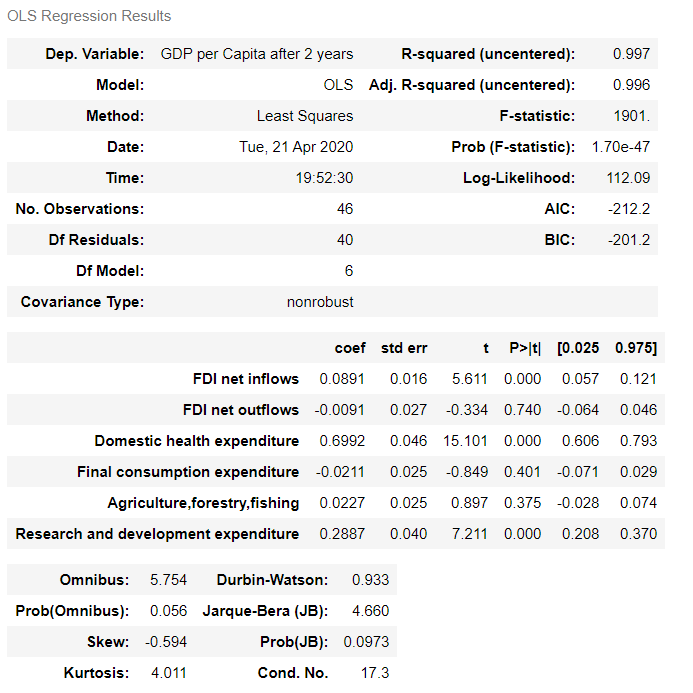 OLS Regression Results
Dep. Variable: GDP per Capita after 2 years R-squared (uncentered): 0.997
Model: OLS Adj. R-squared (uncentered): 0.996
Method: Least Squares F-statistic: 1901.
Date: Tue, 21 Apr 2020 Prob (F-statistic): 1.70e-47
Time: 19:52:30 Log-Likelihood: 112.09
No. Observations: 46 AIC: -212.2
Df Residuals: 40 BIC: -201.2
Df Model: 6
Covariance Type: nonrobust
coef std err t P>|t| [0.025 0.975]
FDI net inflows 0.0891 0.016 5.611 0.000 0.057 0.121
FDI net outflows -0.0091 0.027 -0.334 0.740 -0.064 0.046
Domestic health expenditure 0.6992 0.046 15.101 0.000 0.606 0.793
Final consumption expenditure -0.0211 0.025 -0.849 0.401 -0.071 0.029
Agriculture,forestry,fishing 0.0227 0.025 0.897 0.375 -0.028 0.074
Research and development expenditure 0.2887 0.040 7.211 0.000 0.208 0.370
Omnibus: 5.754 Durbin-Watson: 0.933
Prob(Omnibus): 0.056 Jarque-Bera (JB): 4.660
Skew: -0.594 Prob(JB): 0.0973
Kurtosis: 4.011 Cond. No. 17.3